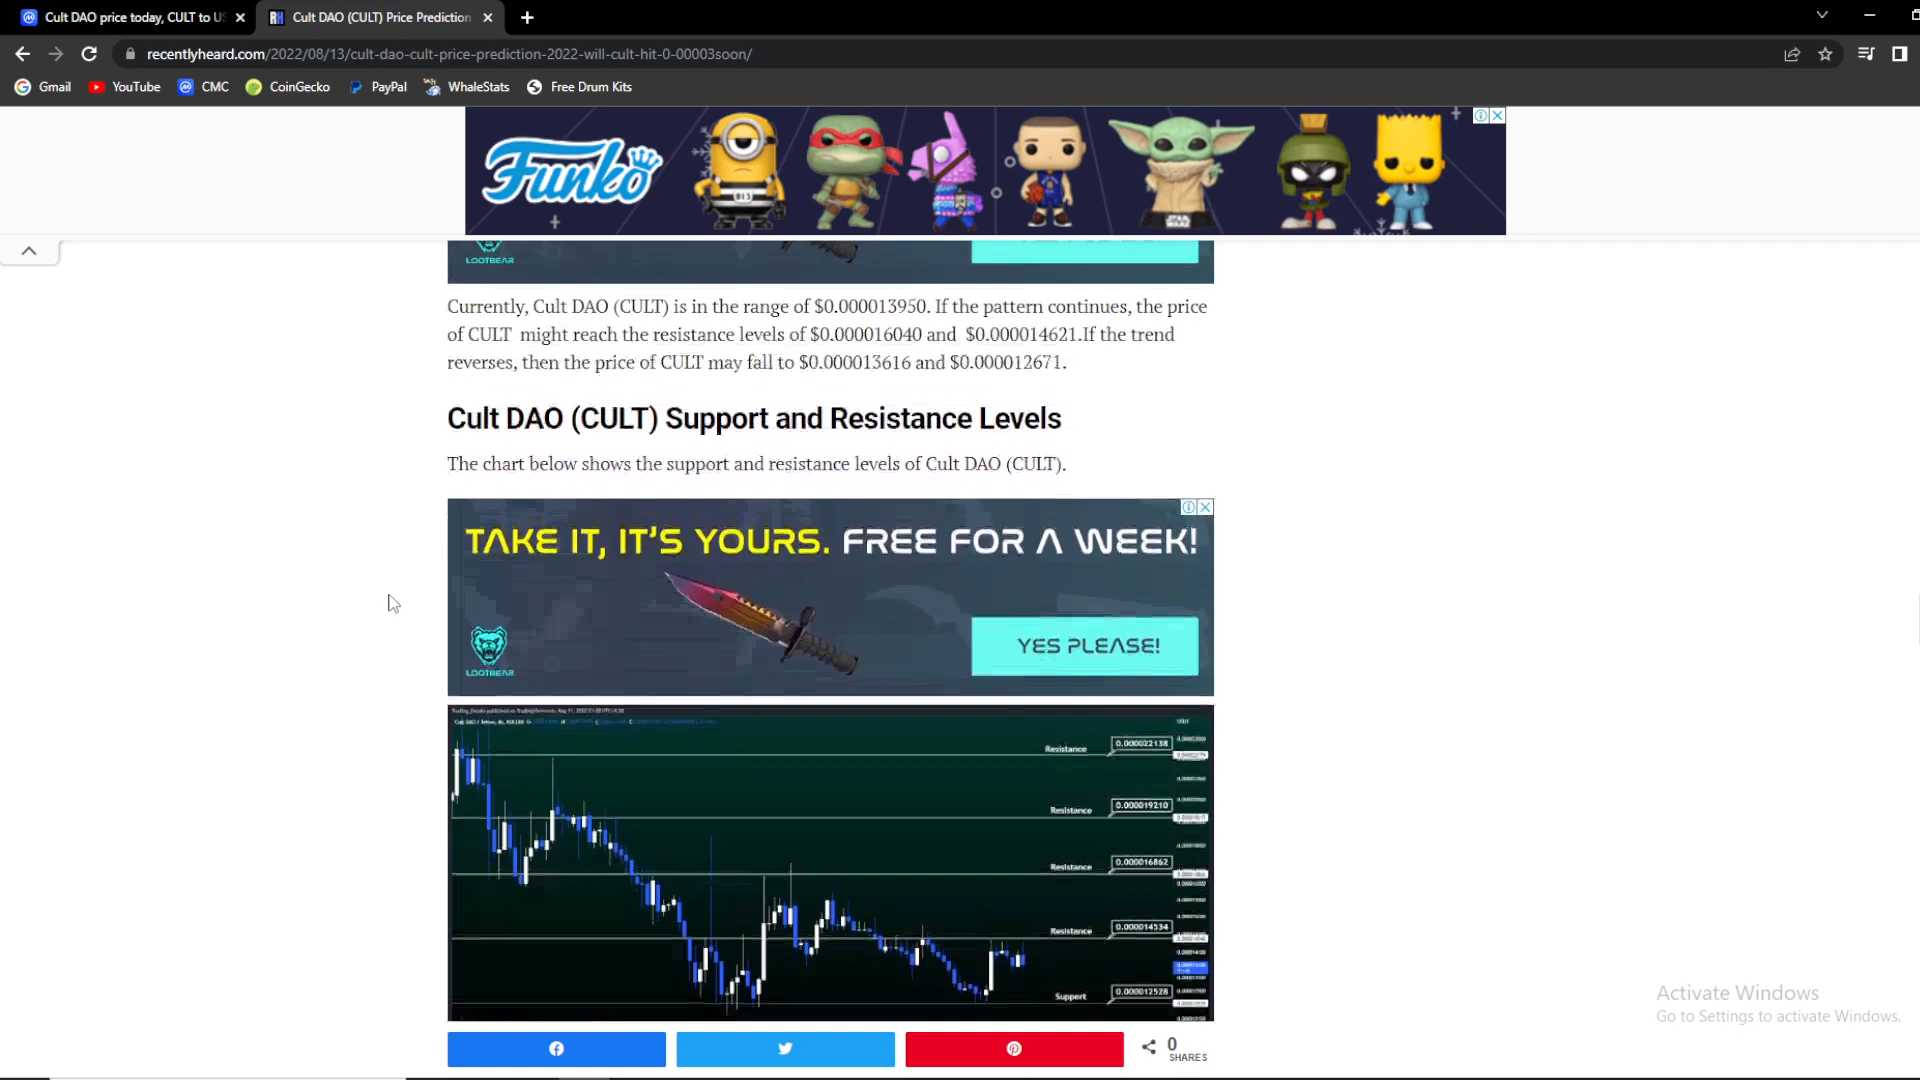 Cult DAO price today, CULT to US
Cult DAO (CULT) Price Prediction
recentlyheard.com/2022/08/13/cult-dao-cult-price-prediction-2022-will-cult-hit-0-00003soon/
Gmail
YouTube
CMC
CoinGecko
PayPal
WhaleStats
Free Drum Kits
Funko
STAR WARS
LOOTBEAR
Currently, Cult DAO (CULT) is in the range of $0.000013950. If the pattern continues, the price
of CULT might reach the resistance levels of $0.000016040 and $0.000014621.If the trend
reverses, then the price of CULT may fall to $0.000013616 and $0.000012671.
Cult DAO (CULT) Support and Resistance Levels
The chart below shows the support and resistance levels of Cult DAO (CULT).
TAKE IT, IT'S YOURS. FREE FOR A WEEK!
YES PLEASE!
LOOTBEAR
Resistance 0.000022138
Resistance 0.000019210
Resistance 0.000016862
Resistance 0.000014534
Support 0.000012528
0
SHARES
Activate Windows
Go to Settings to activate Windows.